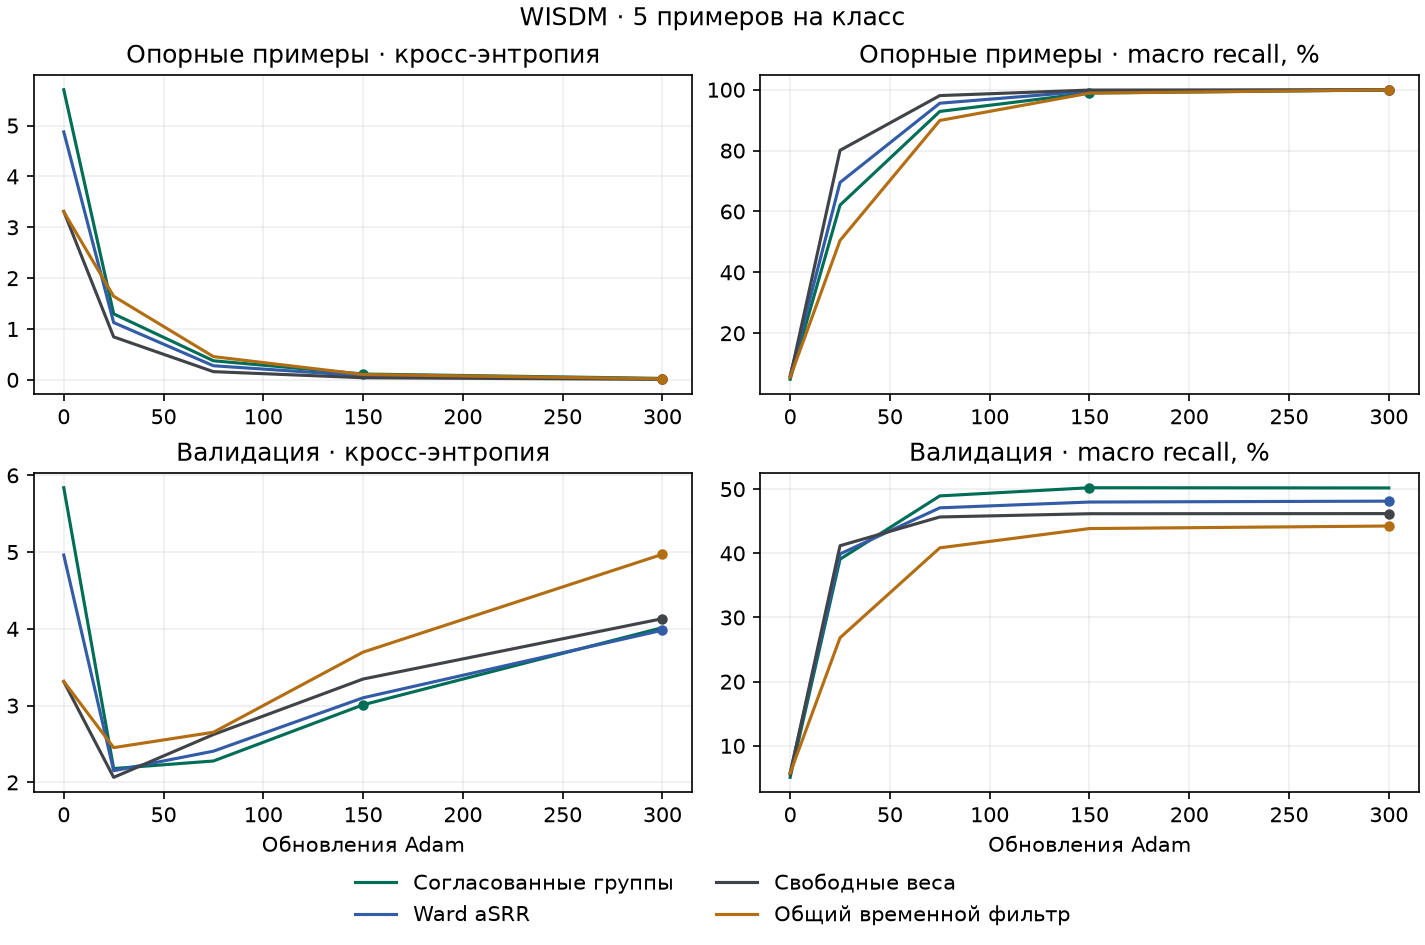 WISDM · 5 примеров на класс
Опорные примеры · кросс-энтропия
5
4
3
2
1
0
0 50 100 150 200 250 300
Опорные примеры · macro recall, %
100
80
60
40
20
0 50 100 150 200 250 300
Валидация · кросс-энтропия
6
5
4
3
2
0 50 100 150 200 250 300
Обновления Adam
Валидация · macro recall, %
50
40
30
20
10
0 50 100 150 200 250 300
Обновления Adam
Согласованные группы
Ward aSRR
Свободные веса
Общий временной фильтр